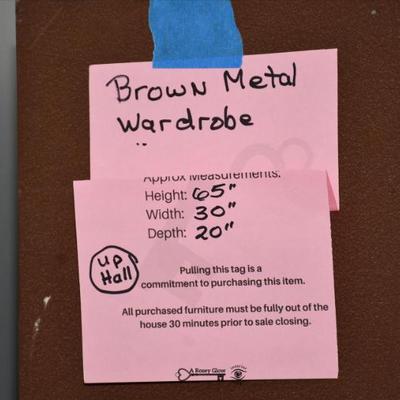 Brown Metal
Wardrobe
Approx Measurements:
Height: 65"
Width: 30"
Depth: 20"
up
Hall
Pulling this tag is a
commitment to purchasing this item.
All purchased furniture must be fully out of the
house 30 minutes prior to sale closing.
A Rosey Glow